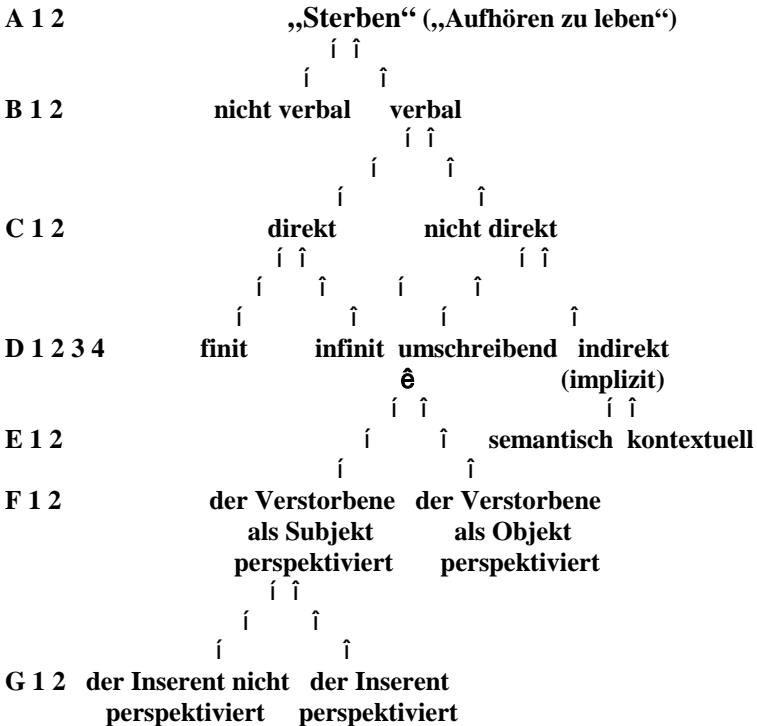 A 1 2 „Sterben“ („Aufhören zu leben“)
í î
í î
B 1 2 nicht verbal verbal
í î
í î
í î
C 1 2 direkt nicht direkt
í î í î
í î í î
í î í î
D 1 2 3 4 finit infinit umschreibend indirekt
ê (implizit)
í î í î
E 1 2 í î semantisch kontextuell
í î
F 1 2 der Verstorbene der Verstorbene
als Subjekt als Objekt
perspektiviert perspektiviert
í î
í î
í î
G 1 2 der Inserent nicht der Inserent
perspektiviert perspektiviert